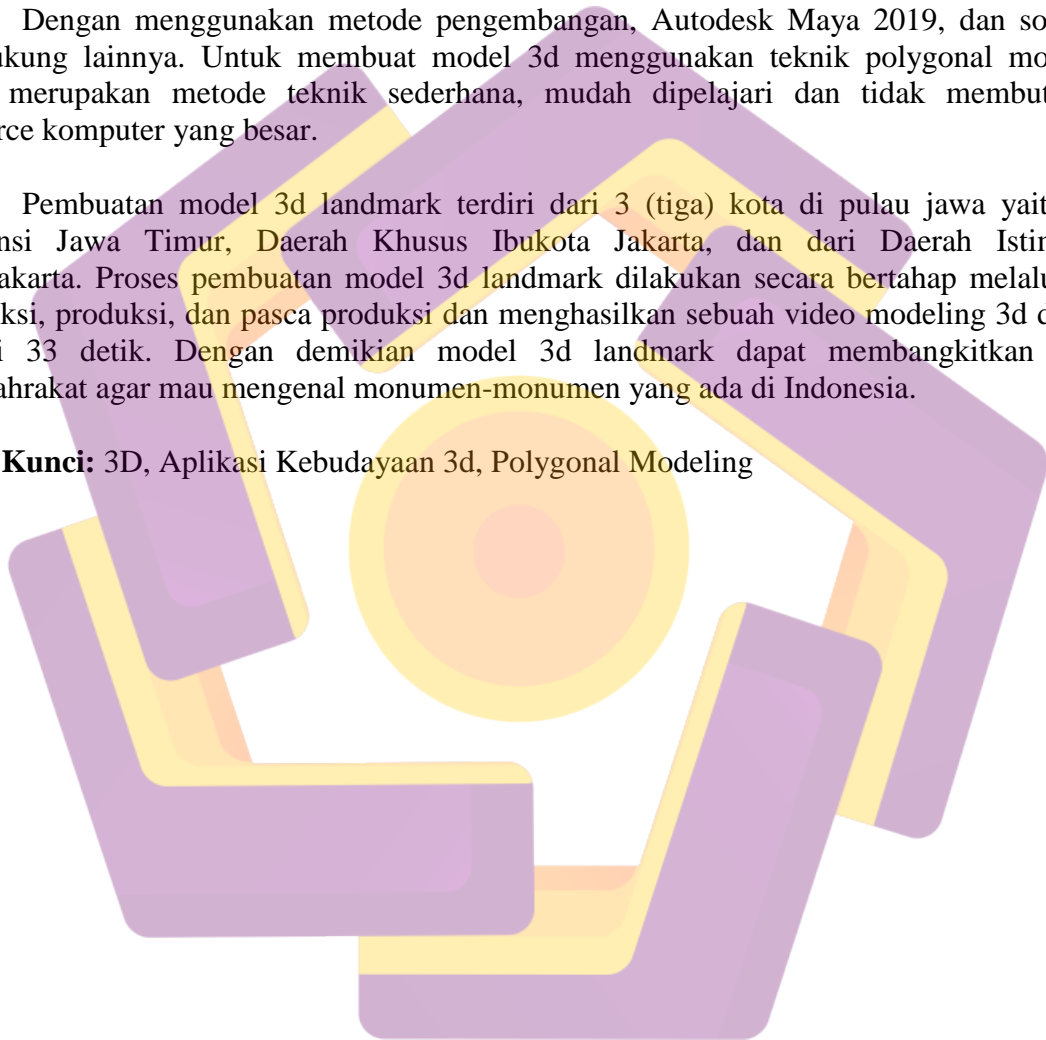 Dengan menggunakan metode pengembangan, Autodesk Maya 2019, dan so
ukung lainnya. Untuk membuat model 3d menggunakan teknik polygonal mo
merupakan metode teknik sederhana, mudah dipelajari dan tidak membut
rce komputer yang besar.
Pembuatan model 3d landmark terdiri dari 3 (tiga) kota di pulau jawa yait
nsi Jawa Timur, Daerah Khusus Ibukota Jakarta, dan dari Daerah Istin
akarta. Proses pembuatan model 3d landmark dilakukan secara bertahap melalu
ksi, produksi, dan pasca produksi dan menghasilkan sebuah video modeling 3d d
i 33 detik. Dengan demikian model 3d landmark dapat membangkitkan
ahrakat agar mau mengenal monumen-monumen yang ada di Indonesia.
Kunci: 3D, Aplikasi Kebudayaan 3d, Polygonal Modeling